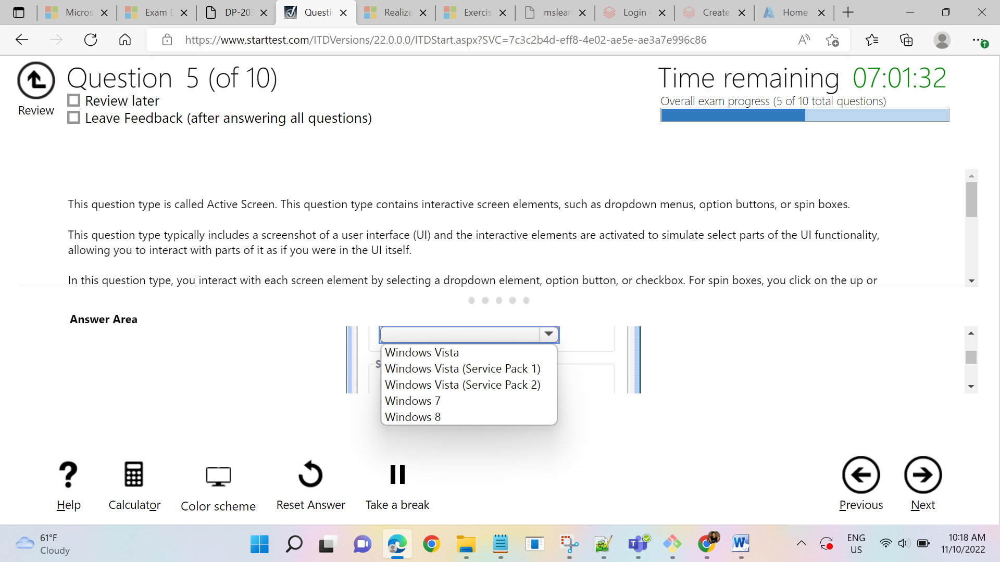 Micros
Exam D
DP-203
Questi
Realize
Exercis
mslear
Login -
Create,
Home
https://www.starttest.com/ITDVersions/22.0.0.0/ITDStart.aspx?SVC=7c3c2b4d-eff8-4e02-ae5e-ae3a7e996c86
Review
Question 5 (of 10)
Review later
Leave Feedback (after answering all questions)
Time remaining 07:01:32
Overall exam progress (5 of 10 total questions)
This question type is called Active Screen. This question type contains interactive screen elements, such as dropdown menus, option buttons, or spin boxes.
This question type typically includes a screenshot of a user interface (UI) and the interactive elements are activated to simulate select parts of the UI functionality,
allowing you to interact with parts of it as if you were in the UI itself.
In this question type, you interact with each screen element by selecting a dropdown element, option button, or checkbox. For spin boxes, you click on the up or
Answer Area
Windows Vista
Windows Vista (Service Pack 1)
Windows Vista (Service Pack 2)
Windows 7
Windows 8
Help
Calculator
Color scheme
Reset Answer
Take a break
Previous
Next
61°F
Cloudy
ENG
US
10:18 AM
11/10/2022